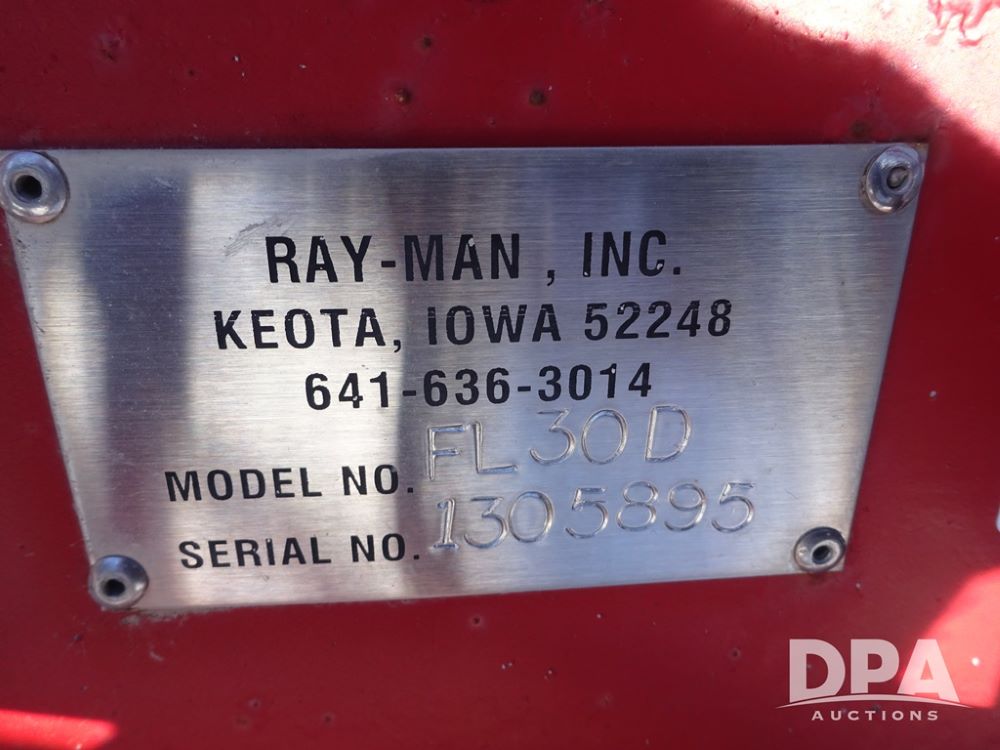 RAY-MAN , INC.
KEOTA, IOWA 52248
641-636-3014
MODEL NO. FL30D
SERIAL NO. 1305895
DPA
AUCTIONS